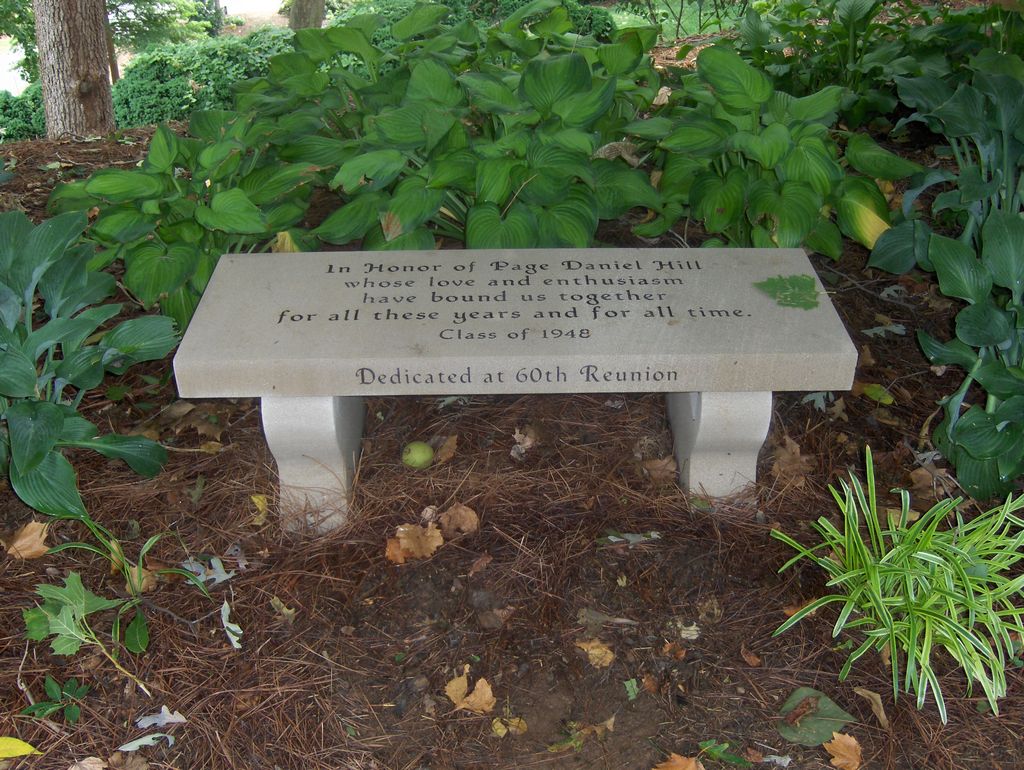 In Honor of Page Daniel Hill
whose love and enthusiasm
have bound us together
for all these years and for all time.
Class of 1948
Dedicated at 60th Reunion